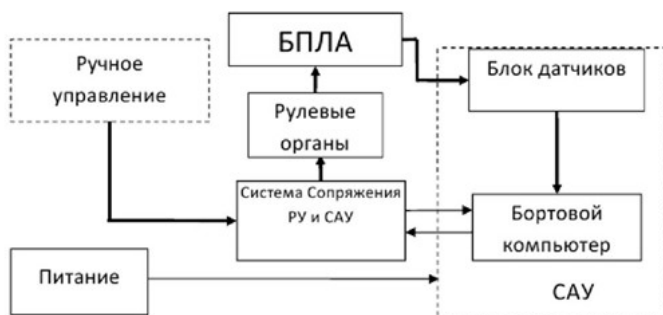 БПЛА
Ручное
управление
Блок датчиков
Рулевые
органы
Система Сопряжения
РУ и САУ
Бортовой
компьютер
Питание
САУ